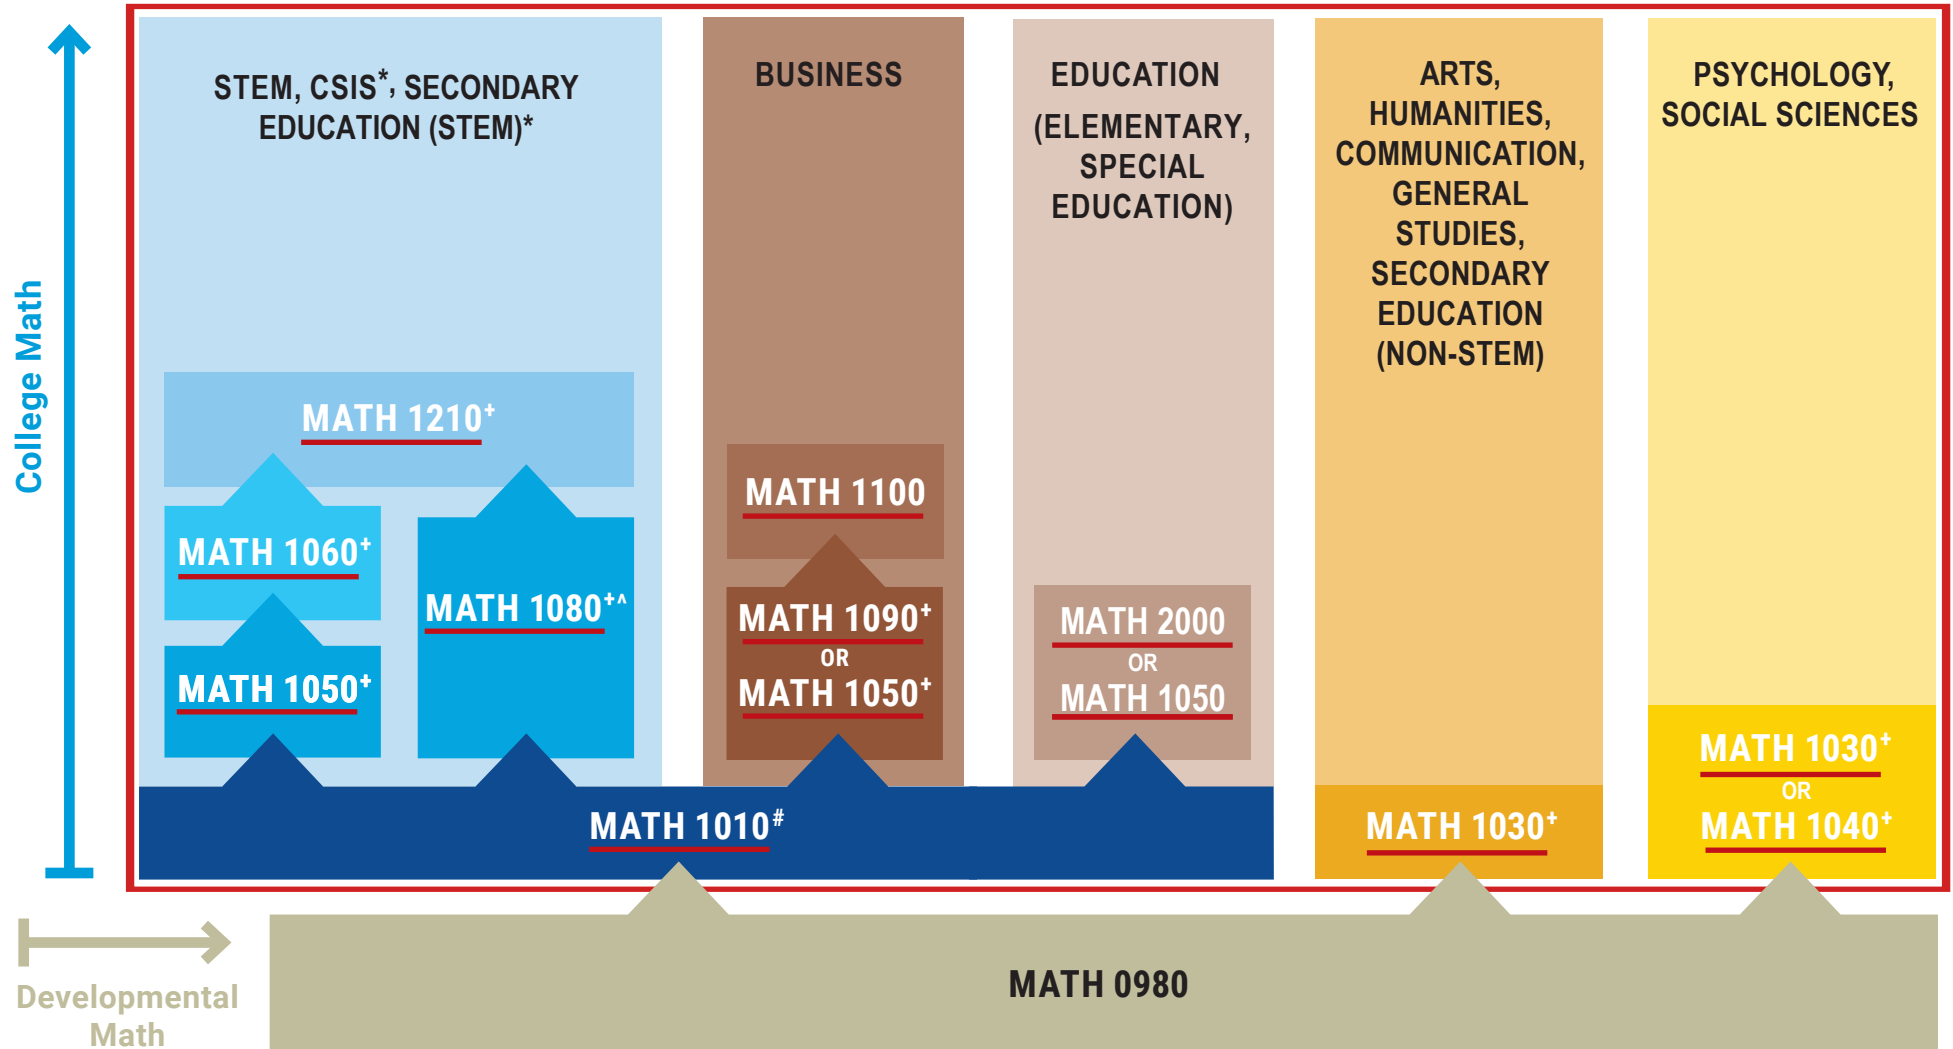 College Math
STEM, CSIS*, SECONDARY
EDUCATION (STEM)*
MATH 1210+
MATH 1060+
MATH 1050+
MATH 1080+^
BUSINESS
MATH 1100
MATH 1090+
OR
MATH 1050+
EDUCATION
(ELEMENTARY,
SPECIAL
EDUCATION)
MATH 2000
OR
MATH 1050
MATH 1010#
ARTS,
HUMANITIES,
COMMUNICATION,
GENERAL
STUDIES,
SECONDARY
EDUCATION
(NON-STEM)
MATH 1030+
PSYCHOLOGY,
SOCIAL SCIENCES
MATH 1030+
OR
MATH 1040+
Developmental
Math
MATH 0980